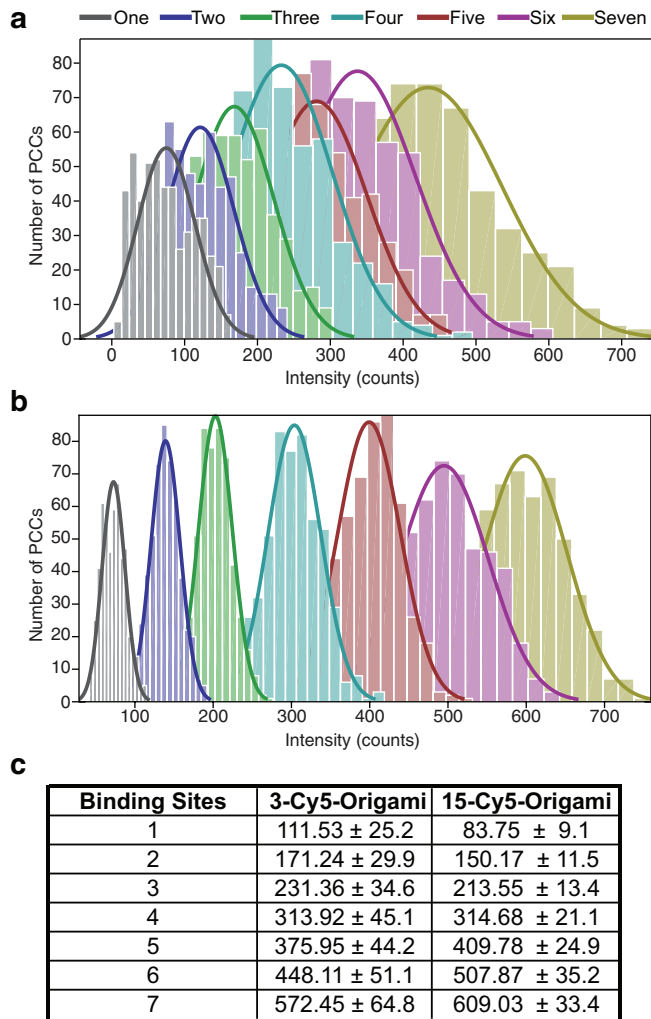 a
One Two Three Four Five Six Seven
80
70
60
50
40
30
20
10
0
Number of PCCs
0 100 200 300 400 500 600 700
Intensity (counts)
b
80
70
60
50
40
30
20
10
0
Number of PCCs
100 200 300 400 500 600 700
Intensity (counts)
c
Binding Sites 3-Cy5-Origami 15-Cy5-Origami
1 111.53 ± 25.2 83.75 ± 9.1
2 171.24 ± 29.9 150.17 ± 11.5
3 231.36 ± 34.6 213.55 ± 13.4
4 313.92 ± 45.1 314.68 ± 21.1
5 375.95 ± 44.2 409.78 ± 24.9
6 448.11 ± 51.1 507.87 ± 35.2
7 572.45 ± 64.8 609.03 ± 33.4